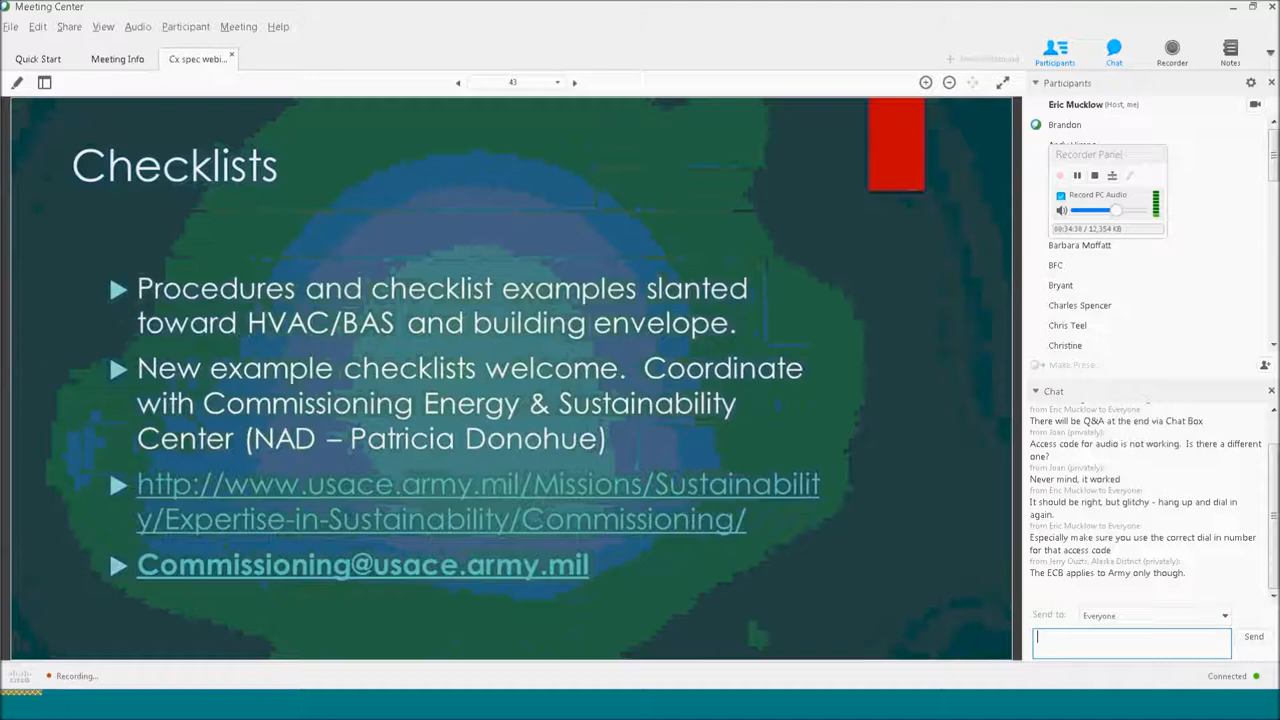 Meeting Center
File Edit Share View Audio Participant Meeting Help
Quick Start Meeting Info Cx spec webi...
Participants Chat Recorder Notes
43
Participants
Eric Mucklow (Host, me)
Brandon
Recorder Panel
Record PC Audio
00:34:30 / 12,354 KB
Barbara Moffatt
BFC
Bryant
Charles Spencer
Chris Teel
Christine
Make Prese...
Checklists
Procedures and checklist examples slanted
toward HVAC/BAS and building envelope.
New example checklists welcome. Coordinate
with Commissioning Energy & Sustainability
Center (NAD – Patricia Donohue)
http://www.usace.army.mil/Missions/Sustainabilit
y/Expertise-in-Sustainability/Commissioning/
Commissioning@usace.army.mil
Chat
from Eric Mucklow to Everyone
There will be Q&A at the end via Chat Box
from Joan (privately):
Access code for audio is not working. Is there a different
one?
from Joan (privately):
Never mind, it worked
from Eric Mucklow to Everyone:
It should be right, but glitchy - hang up and dial in
again.
from Eric Mucklow to Everyone:
Especially make sure you use the correct dial in number
for that access code
from Jerry Ouzts, Alaska District (privately):
The ECB applies to Army only though.
Send to: Everyone
Send
Recording...
Connected